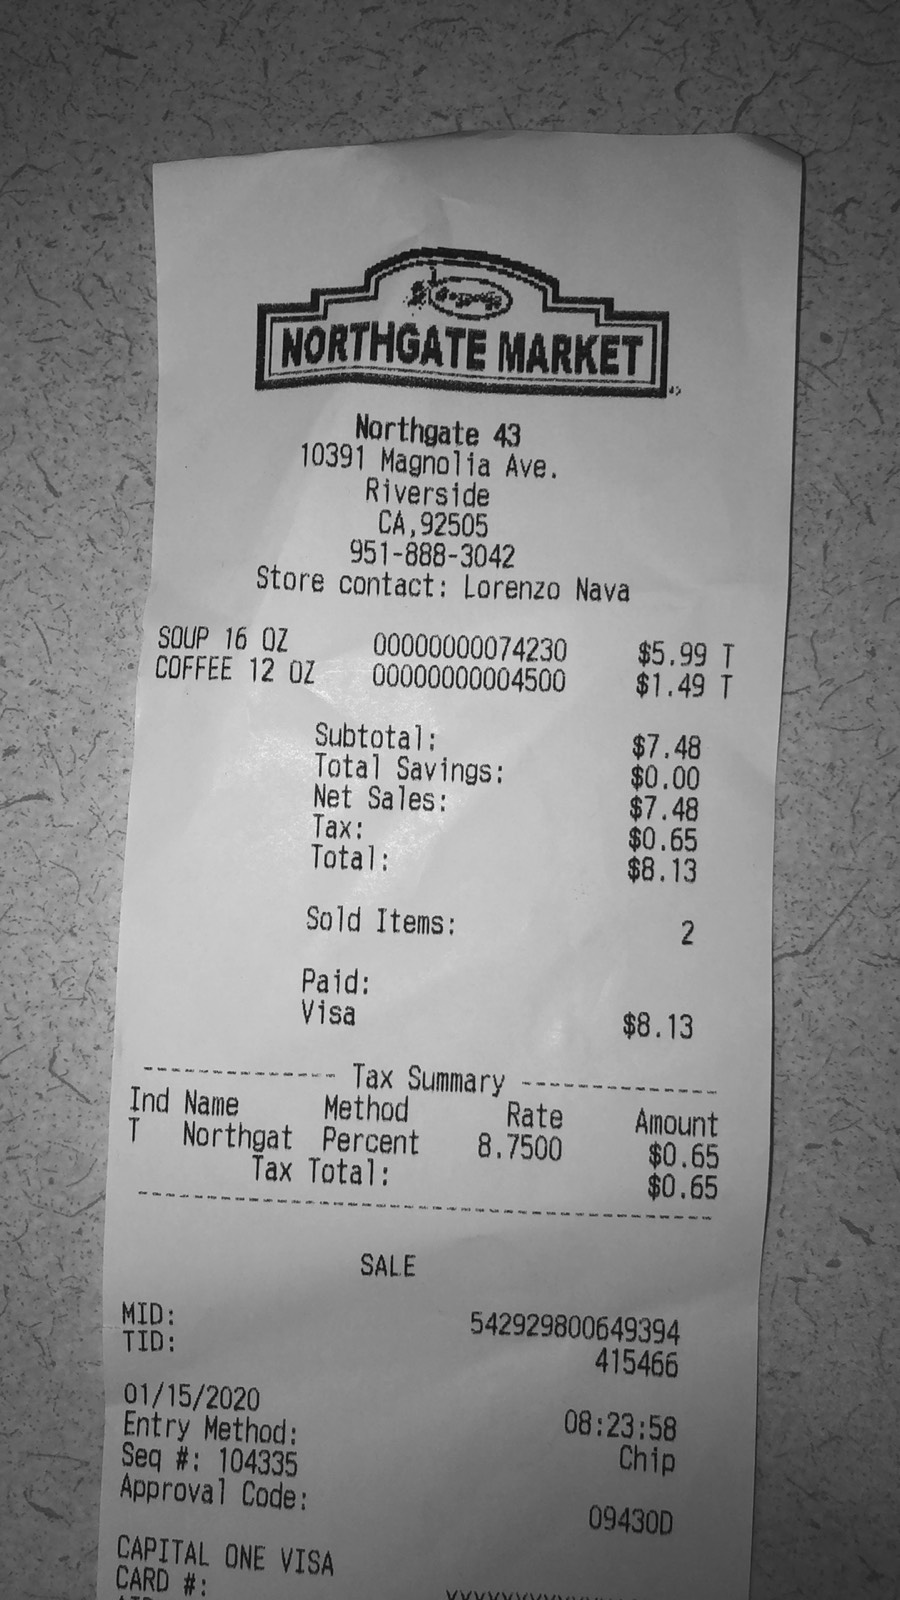 NORTHGATE MARKET
Northgate 43
10391 Magnolia Ave.
Riverside
CA,92505
951-888-3042
Store contact: Lorenzo Nava
SOUP 16 OZ 00000000074230 $5.99 T
COFFEE 12 OZ 00000000004500 $1.49 T
Subtotal: $7.48
Total Savings: $0.00
Net Sales: $7.48
Tax: $0.65
Total: $8.13
Sold Items: 2
Paid:
Visa $8.13
------------- Tax Summary -------------
Ind Name Method Rate Amount
T Northgat Percent 8.7500 $0.65
Tax Total: $0.65
SALE
MID: 542929800649394
TID: 415466
01/15/2020 08:23:58
Entry Method: Chip
Seq #: 104335
Approval Code: 09430D
CAPITAL ONE VISA
CARD #: